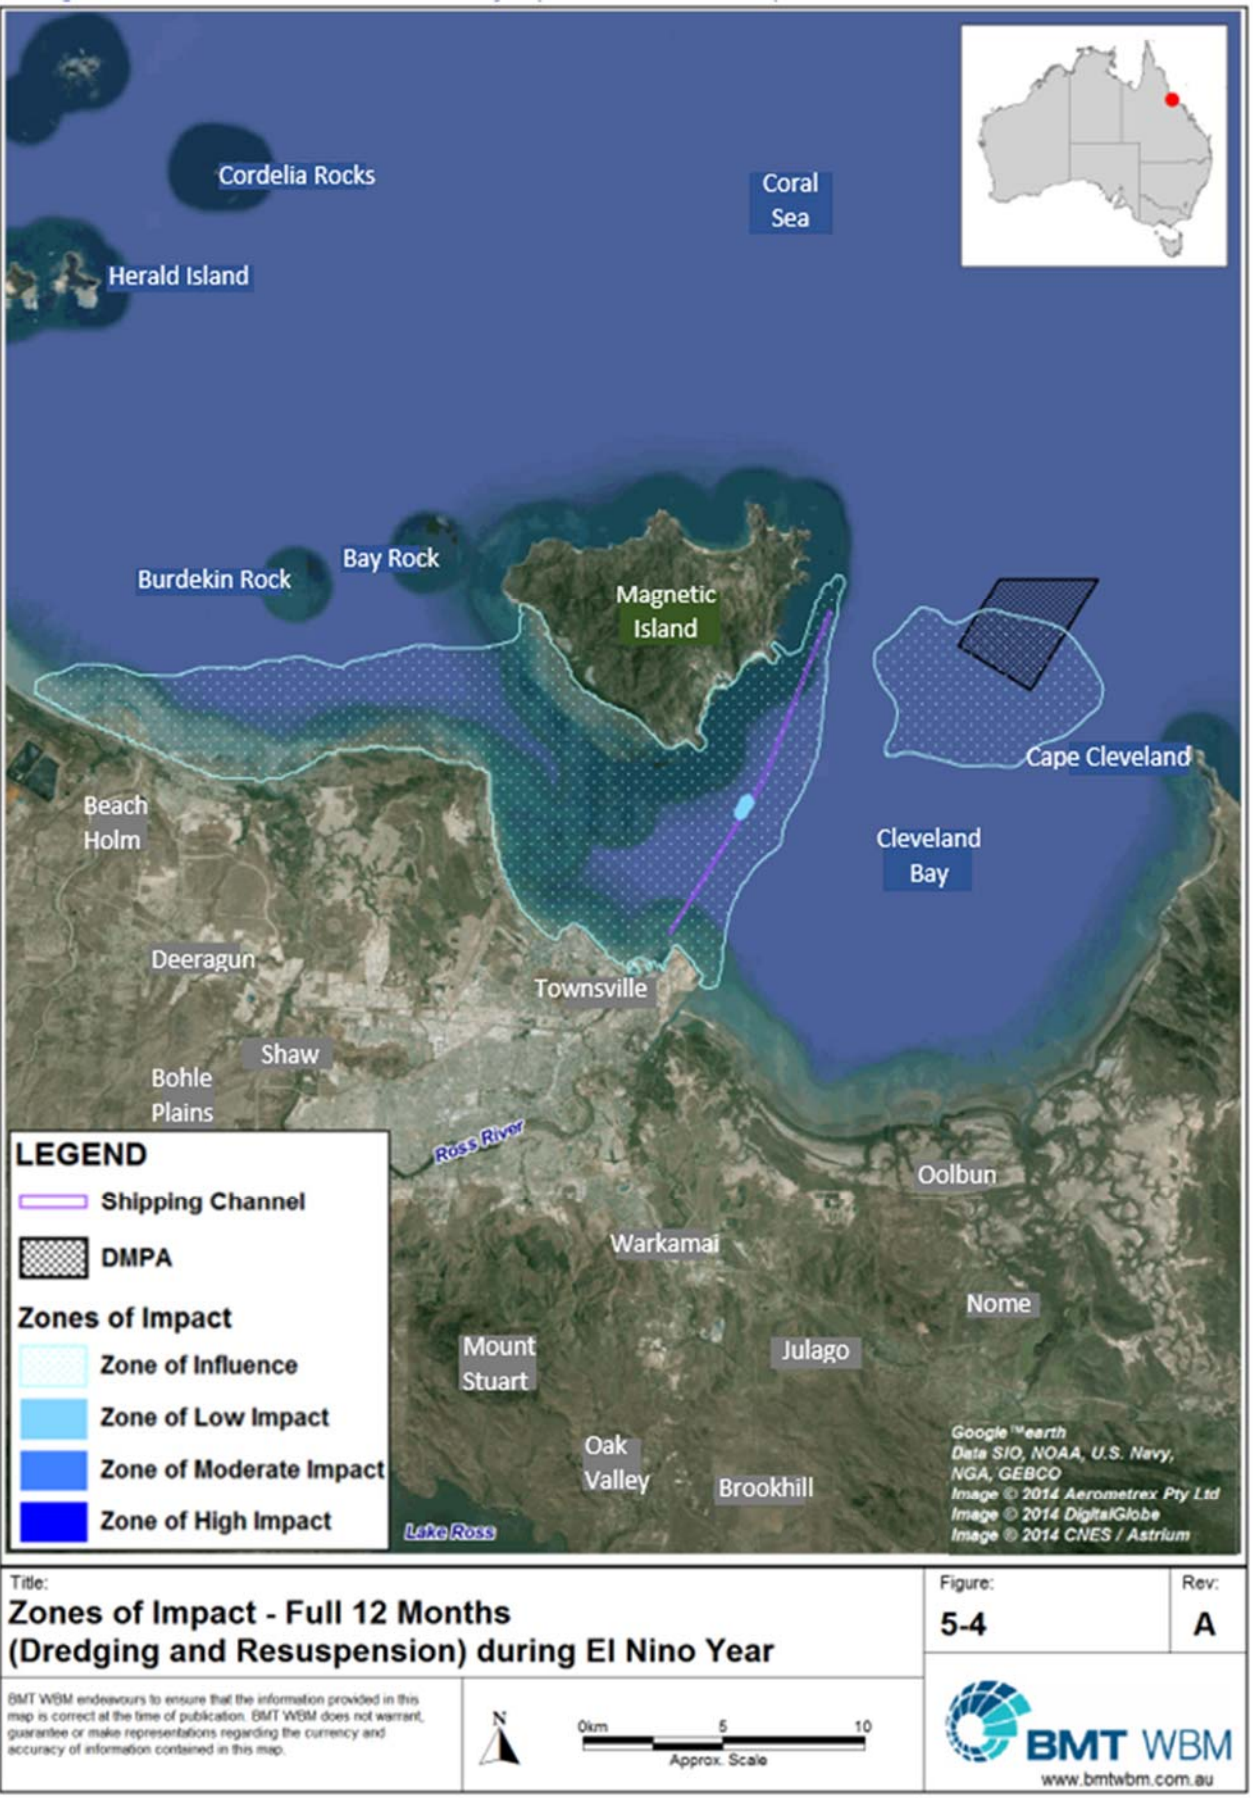 Cordelia Rocks
Coral
Sea
Herald Island
Bay Rock
Burdekin Rock
Magnetic
Island
Cape Cleveland
Beach
Holm
Cleveland
Bay
Deeragun
Townsville
Shaw
Bohle
Plains
Ross River
Oolbun
Warkamai
Nome
Mount
Stuart
Julago
Oak
Valley
Brookhill
Lake Ross
LEGEND
Shipping Channel
DMPA
Zones of Impact
Zone of Influence
Zone of Low Impact
Zone of Moderate Impact
Zone of High Impact
Google™earth
Data SIO, NOAA, U.S. Navy,
NGA, GEBCO
Image © 2014 Aerometrex Pty Ltd
Image © 2014 DigitalGlobe
Image © 2014 CNES / Astrium
Title:
Zones of Impact - Full 12 Months
(Dredging and Resuspension) during El Nino Year
Figure:
5-4
Rev:
A
BMT WBM endeavours to ensure that the information provided in this
map is correct at the time of publication. BMT WBM does not warrant,
guarantee or make representations regarding the currency and
accuracy of information contained in this map.
N
0km 5 10
Approx. Scale
BMT WBM
www.bmtwbm.com.au